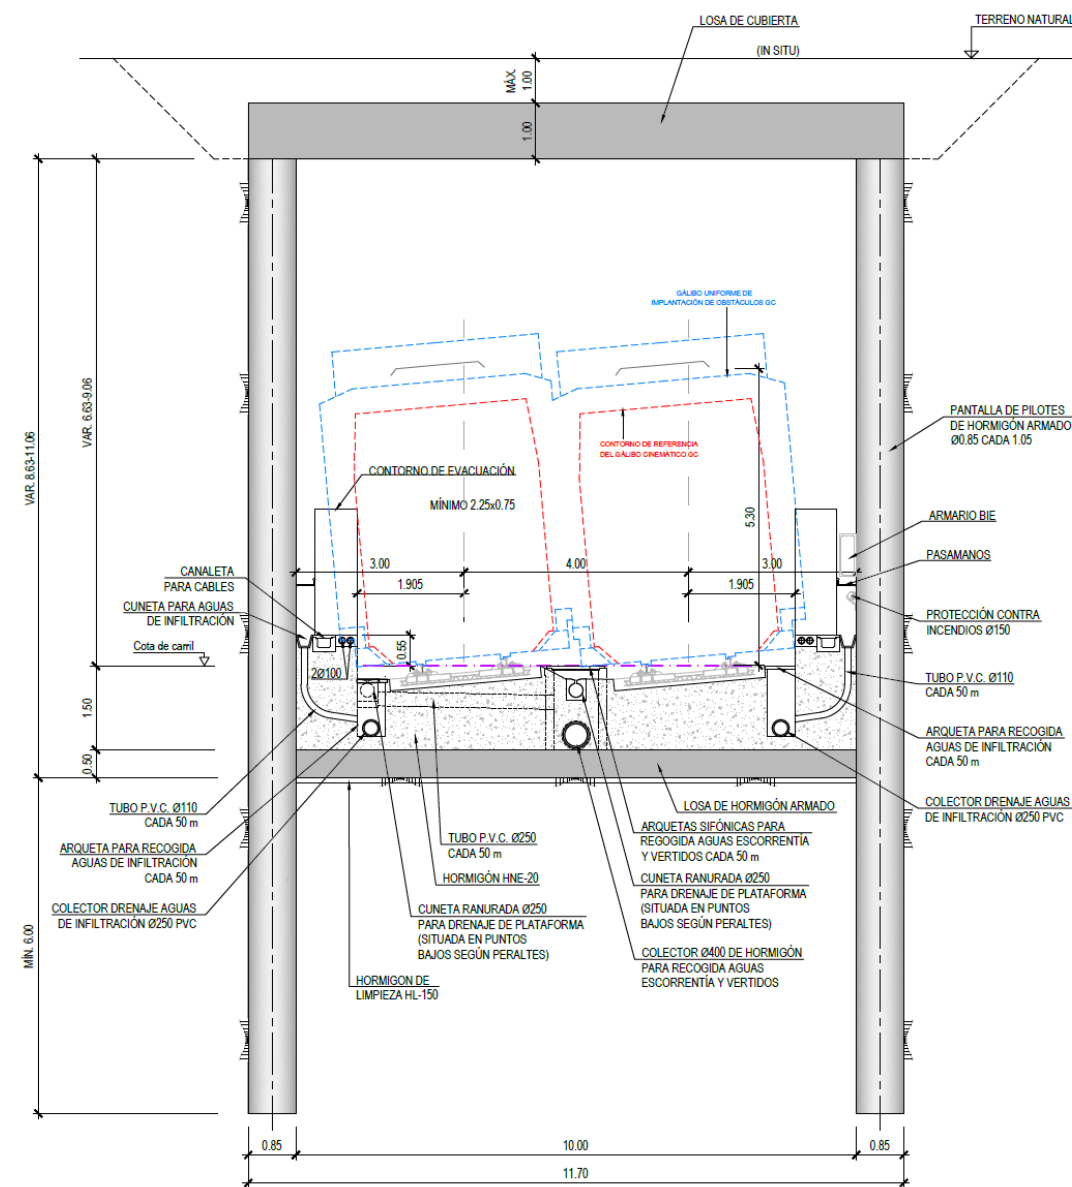 LOSA DE CUBIERTA
TERRENO NATURAL
(IN SITU)
MÁX.
1.00
1.00
GÁLIBO UNIFORME DE
IMPLANTACIÓN DE OBSTÁCULOS GC
VAR. 6.63-9.06
VAR. 8.63-11.06
PANTALLA DE PILOTES
DE HORMIGÓN ARMADO
Ø0.85 CADA 1.05
CONTORNO DE REFERENCIA
DEL GÁLIBO CINEMÁTICO GC
CONTORNO DE EVACUACIÓN
MÍNIMO 2.25x0.75
5.30
ARMARIO BIE
PASAMANOS
3.00
4.00
3.00
1.905
1.905
CANALETA
PARA CABLES
CUNETA PARA AGUAS
DE INFILTRACIÓN
PROTECCIÓN CONTRA
INCENDIOS Ø150
Cota de carril
0.55
2Ø100
TUBO P.V.C. Ø110
CADA 50 m
1.50
0.50
ARQUETA PARA RECOGIDA
AGUAS DE INFILTRACIÓN
CADA 50 m
COLECTOR DRENAJE AGUAS
DE INFILTRACIÓN Ø250 PVC
TUBO P.V.C. Ø110
CADA 50 m
ARQUETA PARA RECOGIDA
AGUAS DE INFILTRACIÓN
CADA 50 m
COLECTOR DRENAJE AGUAS
DE INFILTRACIÓN Ø250 PVC
LOSA DE HORMIGÓN ARMADO
TUBO P.V.C. Ø250
CADA 50 m
HORMIGÓN HNE-20
CUNETA RANURADA Ø250
PARA DRENAJE DE PLATAFORMA
(SITUADA EN PUNTOS
BAJOS SEGÚN PERALTES)
HORMIGON DE
LIMPIEZA HL-150
ARQUETAS SIFÓNICAS PARA
REGOGIDA AGUAS ESCORRENTÍA
Y VERTIDOS CADA 50 m
CUNETA RANURADA Ø250
PARA DRENAJE DE PLATAFORMA
(SITUADA EN PUNTOS
BAJOS SEGÚN PERALTES)
COLECTOR Ø400 DE HORMIGÓN
PARA RECOGIDA AGUAS
ESCORRENTÍA Y VERTIDOS
MÍN. 6.00
0.85
10.00
0.85
11.70